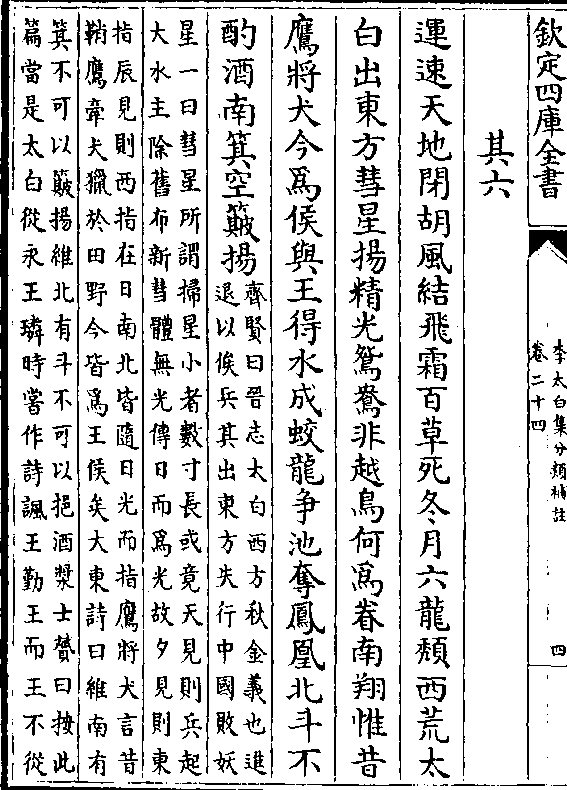 欽定四庫全書
李太白集分類補註
卷二十四
四
其六
運速天地閉胡風結飛霜百草死冬月六龍頽西荒太
白出東方彗星揚精光鴛鴦非越鳥何爲眷南翔惟昔
鷹將犬今爲侯與王得水成蛟龍爭池奪鳳凰北斗不
酌酒南箕空簸揚
齊賢曰晉志太白西方秋金義也進
退以俟兵其出東方失行中國敗妖
星一曰彗星所謂掃星小者數寸長或竟天見則兵起
大水主除舊布新彗體無光傳日而爲光故夕見則東
指辰見則西指在日南北皆隨日光而指鷹將犬言昔
鞘鷹牽犬獵於田野今皆爲王侯矣大東詩曰維南有
箕不可以簸揚維北有斗不可以挹酒漿士贇曰按此
篇當是太白從永王璘時嘗作詩諷王勤王而王不從